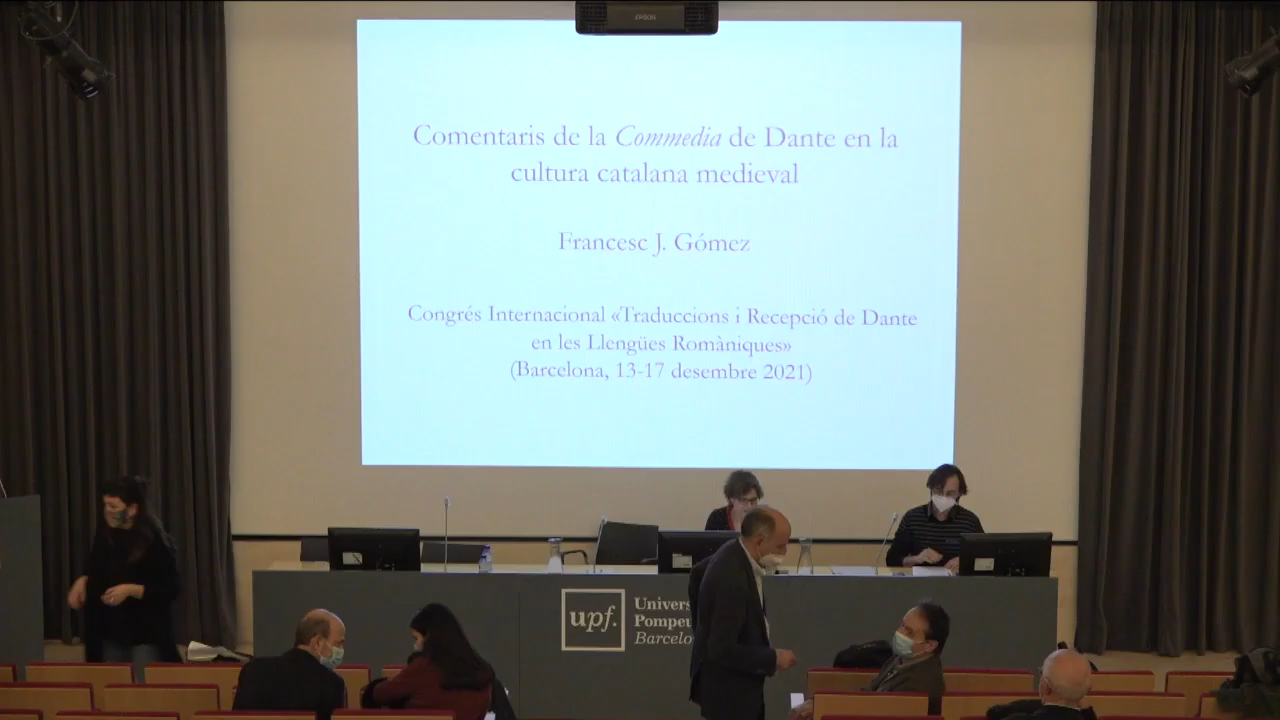 EPSON
Comentaris de la Commedia de Dante en la
cultura catalana medieval
Francesc J. Gómez
Congrés Internacional «Traduccions i Recepció de Dante
en les Llengües Romàniques»
(Barcelona, 13-17 desembre 2021)
upf.
Univers
Pompeu
Barcelo